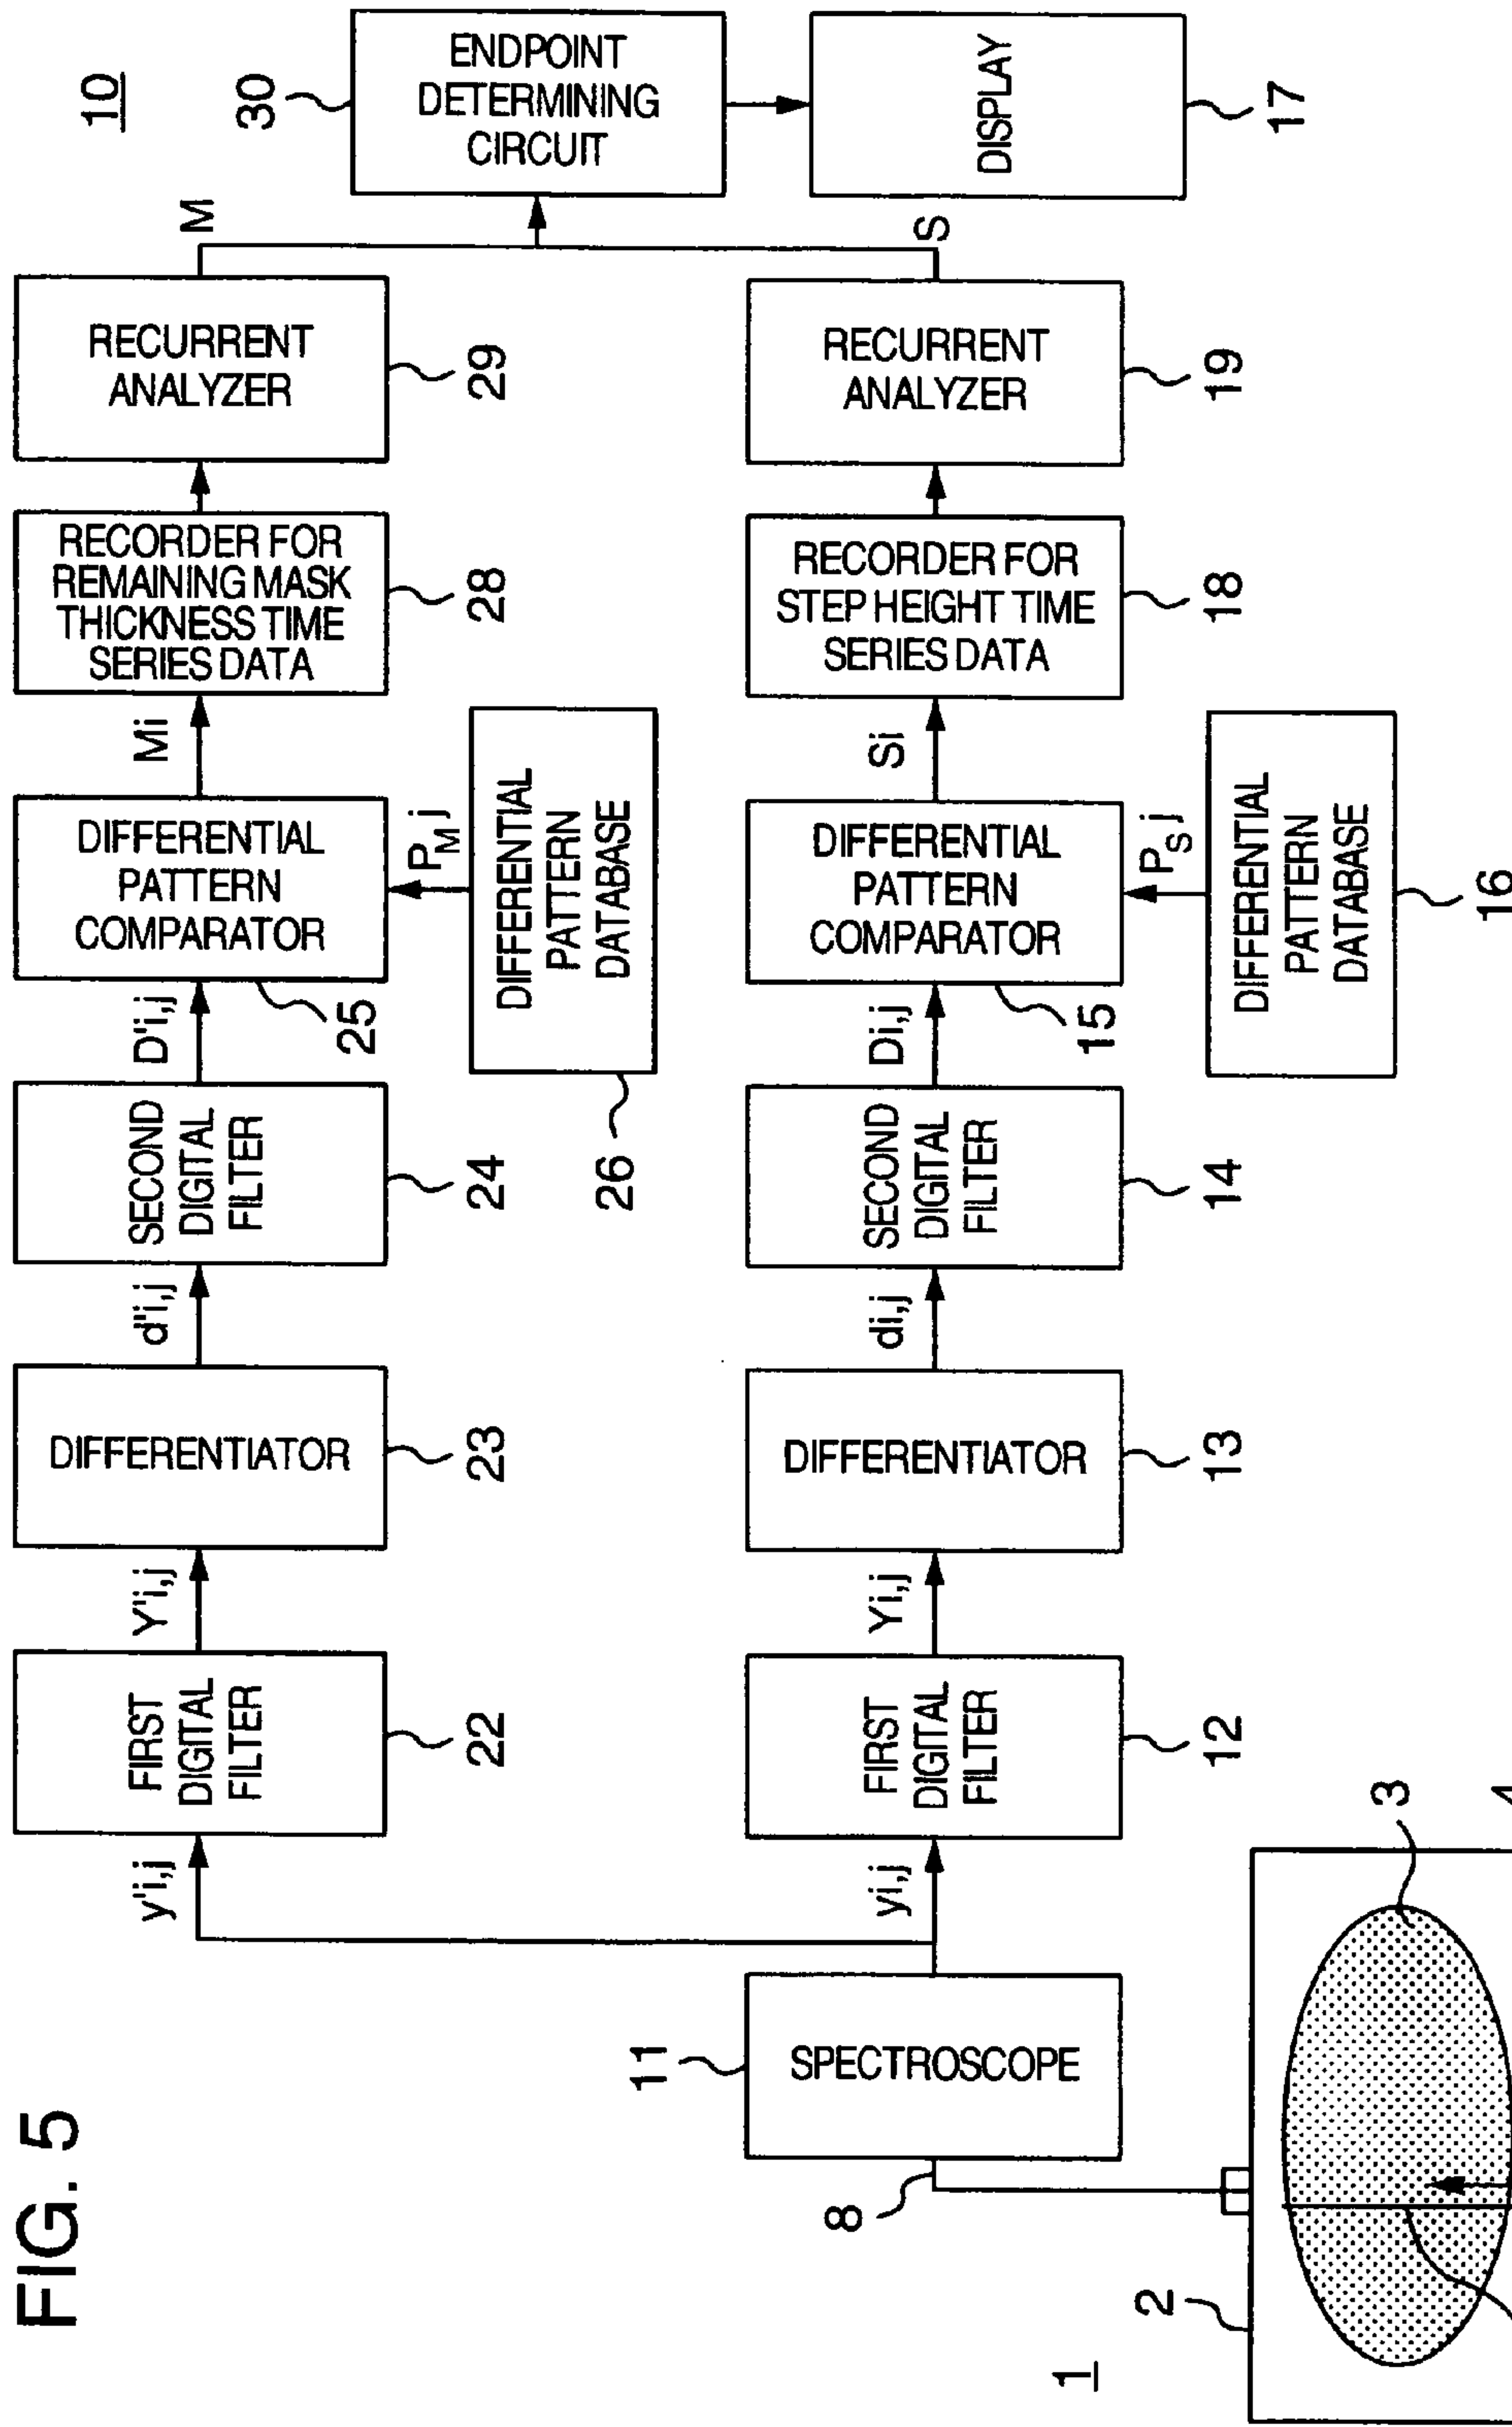 FIG. 5
10
y'i,j
FIRST
DIGITAL
FILTER
22
Y'i,j
DIFFERENTIATOR
23
d'i,j
SECOND
DIGITAL
FILTER
24
D'i,j
DIFFERENTIAL
PATTERN
COMPARATOR
25
PMj
DIFFERENTIAL
PATTERN
DATABASE
26
Mi
RECORDER FOR
REMAINING MASK
THICKNESS TIME
SERIES DATA
28
RECURRENT
ANALYZER
29
M
30
ENDPOINT
DETERMINING
CIRCUIT
DISPLAY
17
11
SPECTROSCOPE
8
yi,j
FIRST
DIGITAL
FILTER
12
Yi,j
DIFFERENTIATOR
13
di,j
SECOND
DIGITAL
FILTER
14
Di,j
DIFFERENTIAL
PATTERN
COMPARATOR
15
PSj
DIFFERENTIAL
PATTERN
DATABASE
16
Si
RECORDER FOR
STEP HEIGHT TIME
SERIES DATA
18
RECURRENT
ANALYZER
19
S
1
2
3